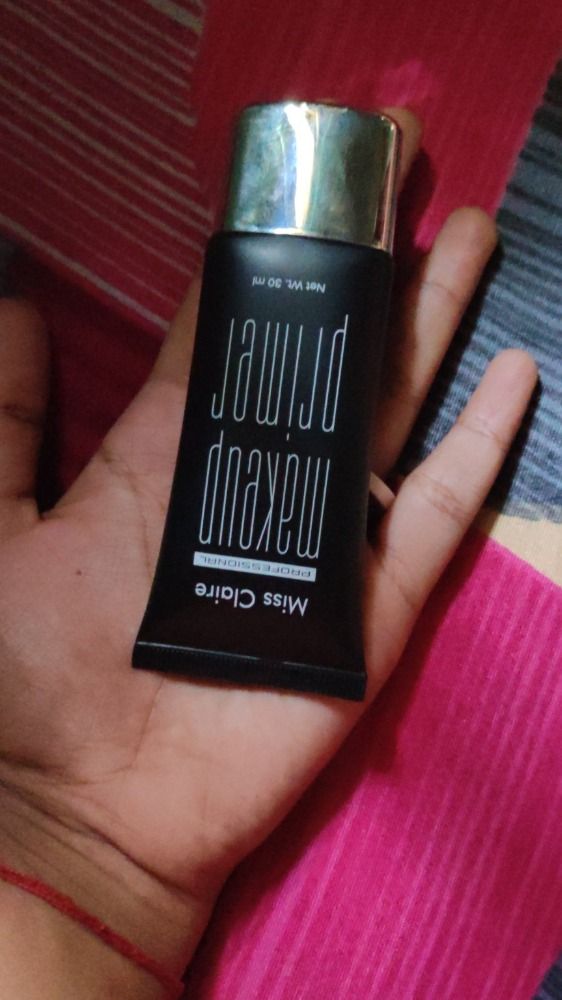 Miss Claire
PROFESSIONAL
makeup
primer
Net Wt. 30 ml